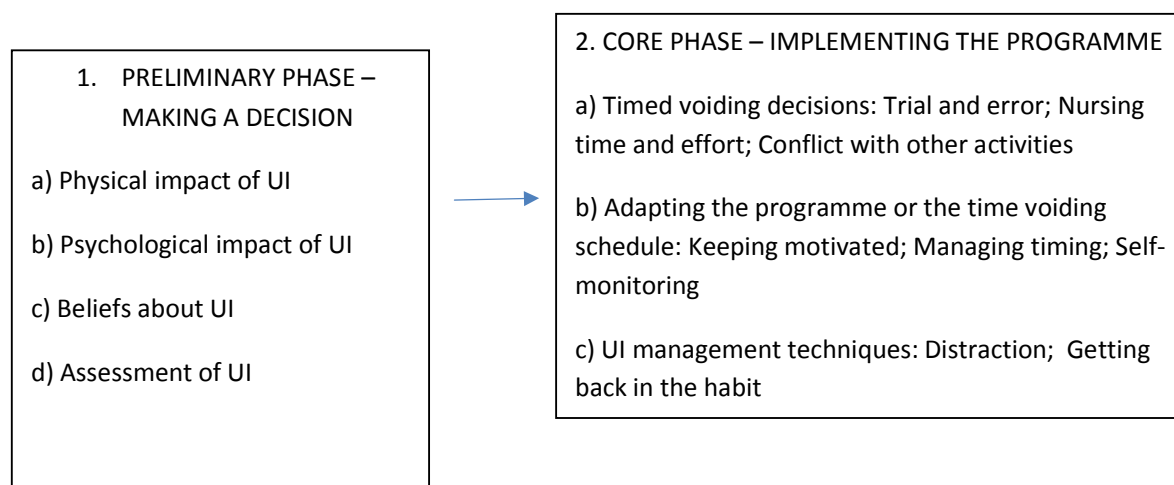 1. PRELIMINARY PHASE –
MAKING A DECISION
a) Physical impact of UI
b) Psychological impact of UI
c) Beliefs about UI
d) Assessment of UI
2. CORE PHASE – IMPLEMENTING THE PROGRAMME
a) Timed voiding decisions: Trial and error; Nursing
time and effort; Conflict with other activities
b) Adapting the programme or the time voiding
schedule: Keeping motivated; Managing timing; Self-
monitoring
c) UI management techniques: Distraction;  Getting
back in the habit